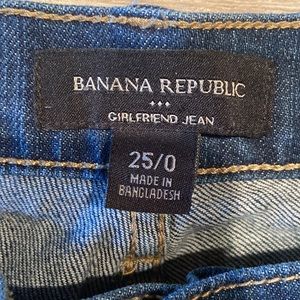 BANANA REPUBLIC
GIRLFRIEND JEAN
25/0
MADE IN
BANGLADESH